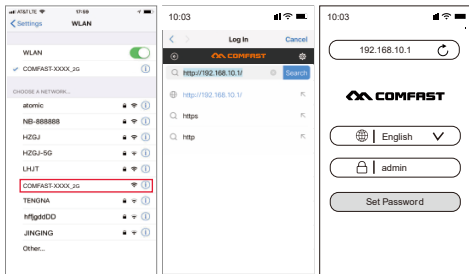 AT&T LTE 17:59
Settings WLAN
WLAN
COMFAST-XXXX_2G
CHOOSE A NETWORK...
atomic
NB-888888
HZGJ
HZGJ-5G
LHJT
COMFAST-XXXX_2G
TENGNA
hffjgddDD
JINGING
Other...
10:03
Log In Cancel
COMFAST
http://192.168.10.1/ Search
http://192.168.10.1/
https
http
10:03
192.168.10.1
COMFAST
English
admin
Set Password